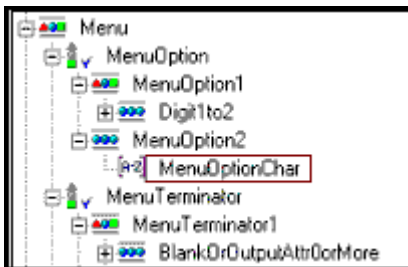 Menu
MenuOption
MenuOption1
Digit1to2
MenuOption2
[A-Z] MenuOptionChar
MenuTerminator
MenuTerminator1
BlankOrOutputAttr0orMore